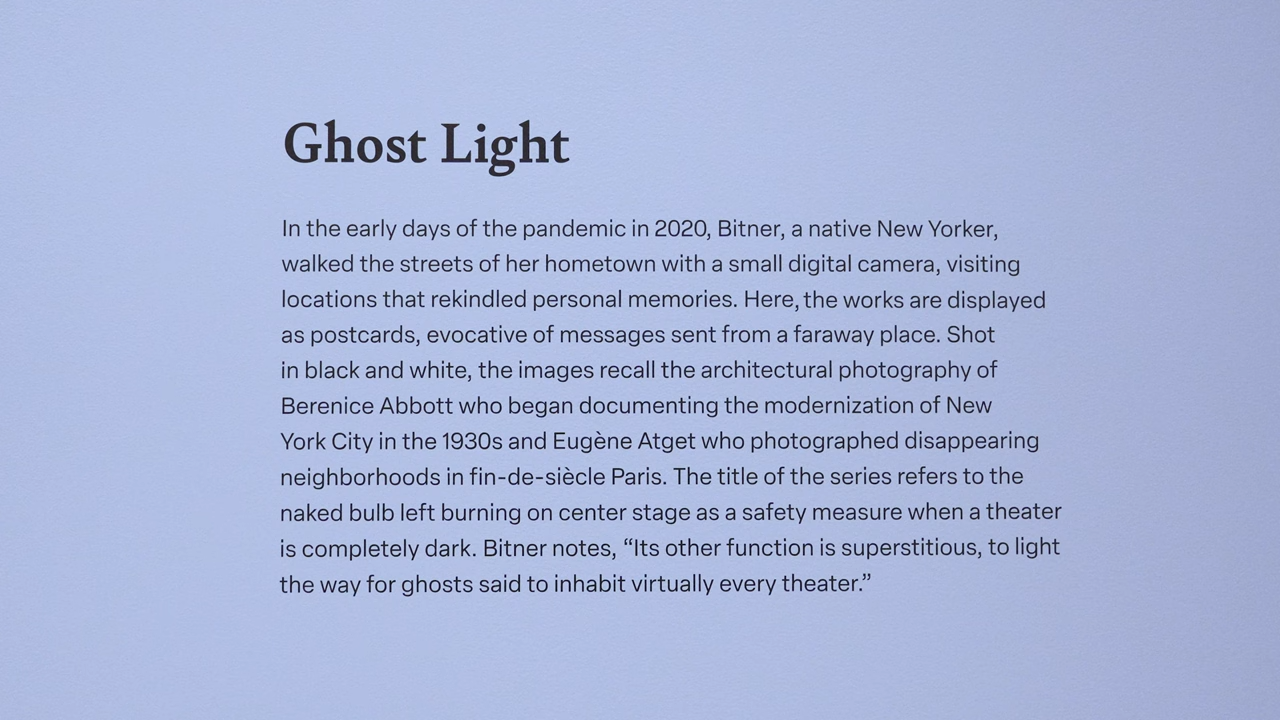 Ghost Light
In the early days of the pandemic in 2020, Bitner, a native New Yorker,
walked the streets of her hometown with a small digital camera, visiting
locations that rekindled personal memories. Here, the works are displayed
as postcards, evocative of messages sent from a faraway place. Shot
in black and white, the images recall the architectural photography of
Berenice Abbott who began documenting the modernization of New
York City in the 1930s and Eugène Atget who photographed disappearing
neighborhoods in fin-de-siècle Paris. The title of the series refers to the
naked bulb left burning on center stage as a safety measure when a theater
is completely dark. Bitner notes, “Its other function is superstitious, to light
the way for ghosts said to inhabit virtually every theater.”